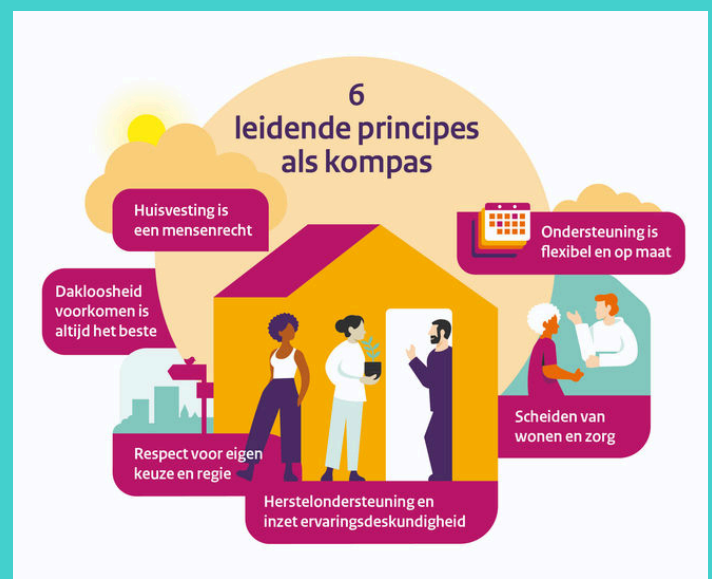 6
leidende principes
als kompas
Huisvesting is
een mensenrecht
Ondersteuning is
flexibel en op maat
Dakloosheid
voorkomen is
altijd het beste
Scheiden van
wonen en zorg
Respect voor eigen
keuze en regie
Herstelondersteuning en
inzet ervaringsdeskundigheid